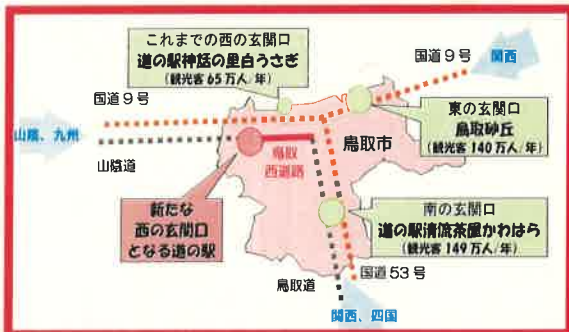 これまでの西の玄関口
道の駅神話の里白うさぎ
(観光客65万人/年)
国道9号
関西
国道9号
東の玄関口
鳥取砂丘
(観光客140万人/年)
山陰、九州
山陰道
鳥取
西道路
鳥取市
新たな
西の玄関口
となる道の駅
南の玄関口
道の駅清流茶屋かわはら
(観光客149万人/年)
国道53号
鳥取道
関西、四国